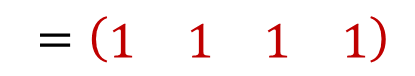 = (1 1 1 1)